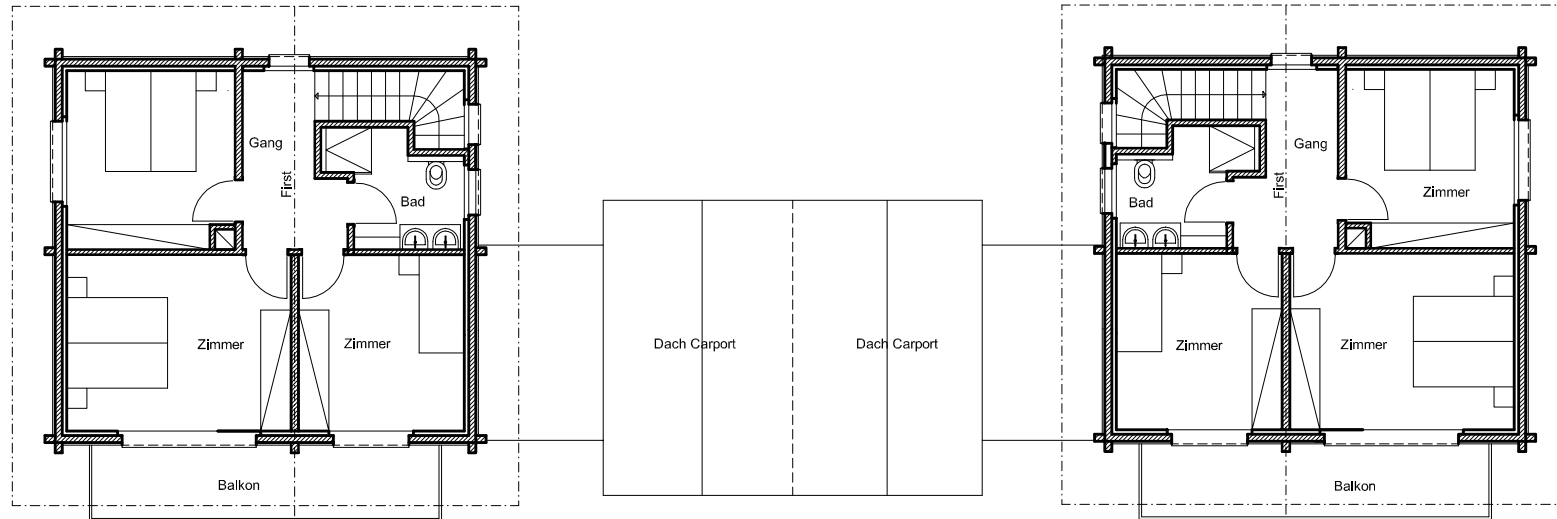 Gang
First
Bad
Zimmer
Zimmer
Balkon
Dach Carport
Dach Carport
Gang
First
Bad
Zimmer
Zimmer
Zimmer
Balkon